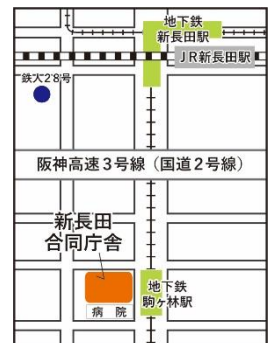 地下鉄
新長田駅
JR新長田駅
鉄人28号
阪神高速3号線（国道2号線）
新長田
合同庁舎
地下鉄
駒ヶ林駅
病院